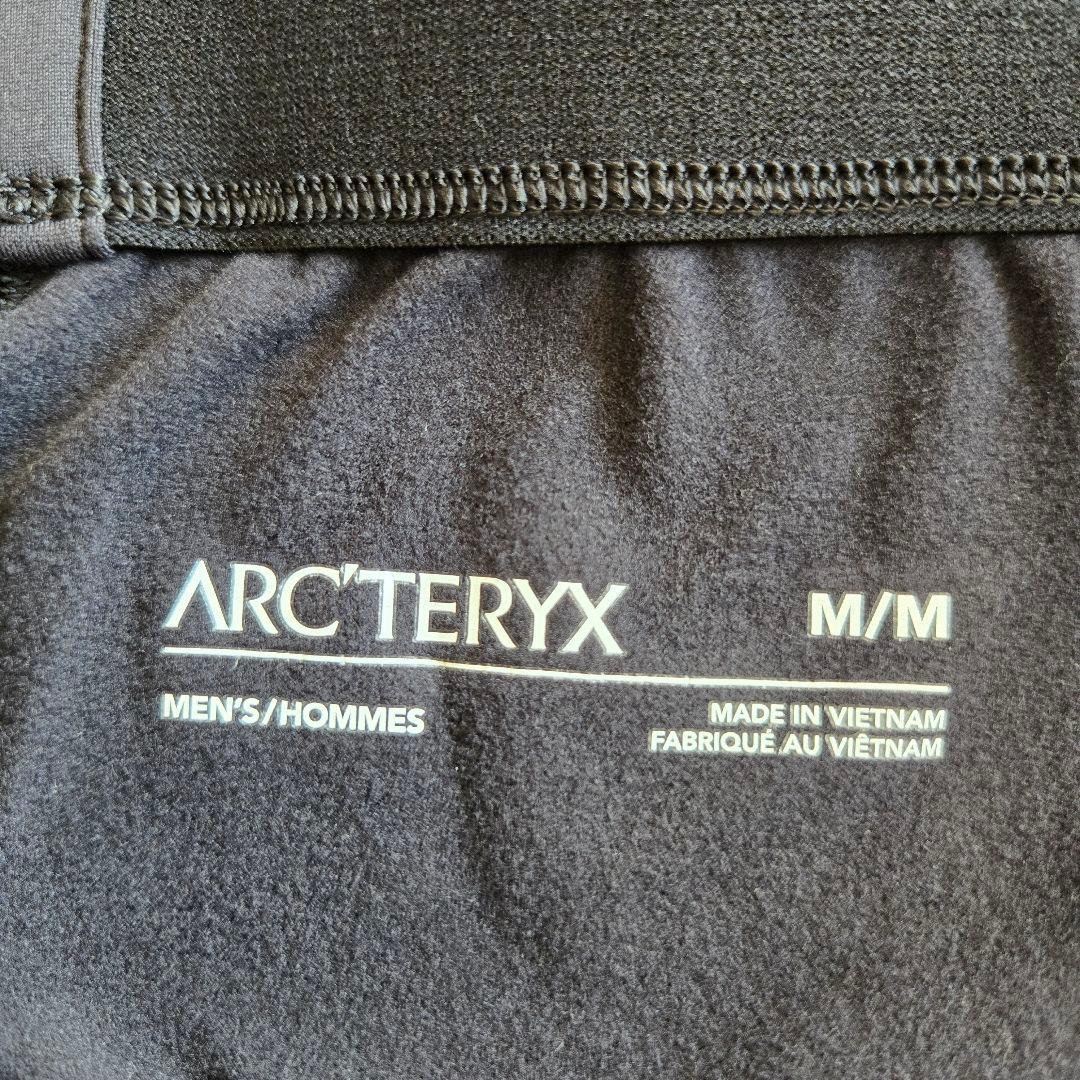 ARC'TERYX M/M
MEN'S/HOMMES MADE IN VIETNAM
FABRIQUÉ AU VIÊTNAM